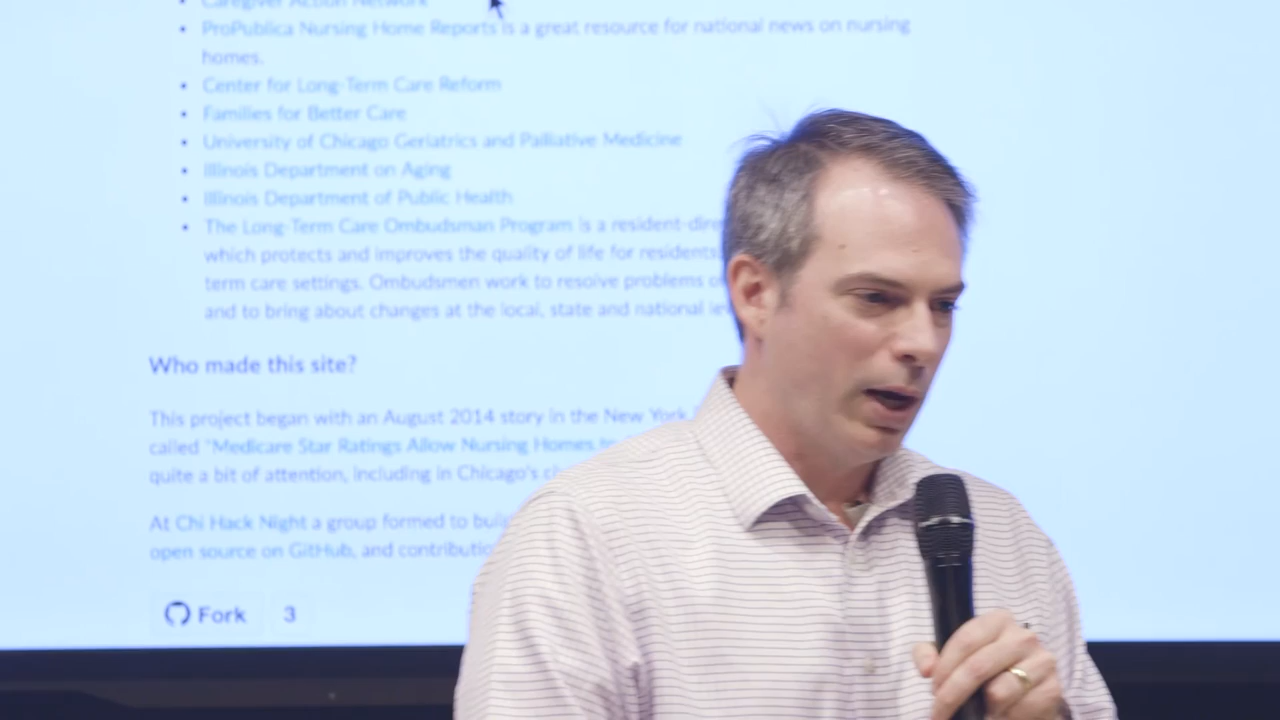 Caregiver Action Network
ProPublica Nursing Home Reports is a great resource for national news on nursing
homes.
Center for Long-Term Care Reform
Families for Better Care
University of Chicago Geriatrics and Palliative Medicine
Illinois Department on Aging
Illinois Department of Public Health
The Long-Term Care Ombudsman Program is a resident-dire
which protects and improves the quality of life for residents
term care settings. Ombudsmen work to resolve problems o
and to bring about changes at the local, state and national le
Who made this site?
This project began with an August 2014 story in the New York
called "Medicare Star Ratings Allow Nursing Homes to
quite a bit of attention, including in Chicago's
At Chi Hack Night a group formed to buil
open source on GitHub, and contributio
Fork 3